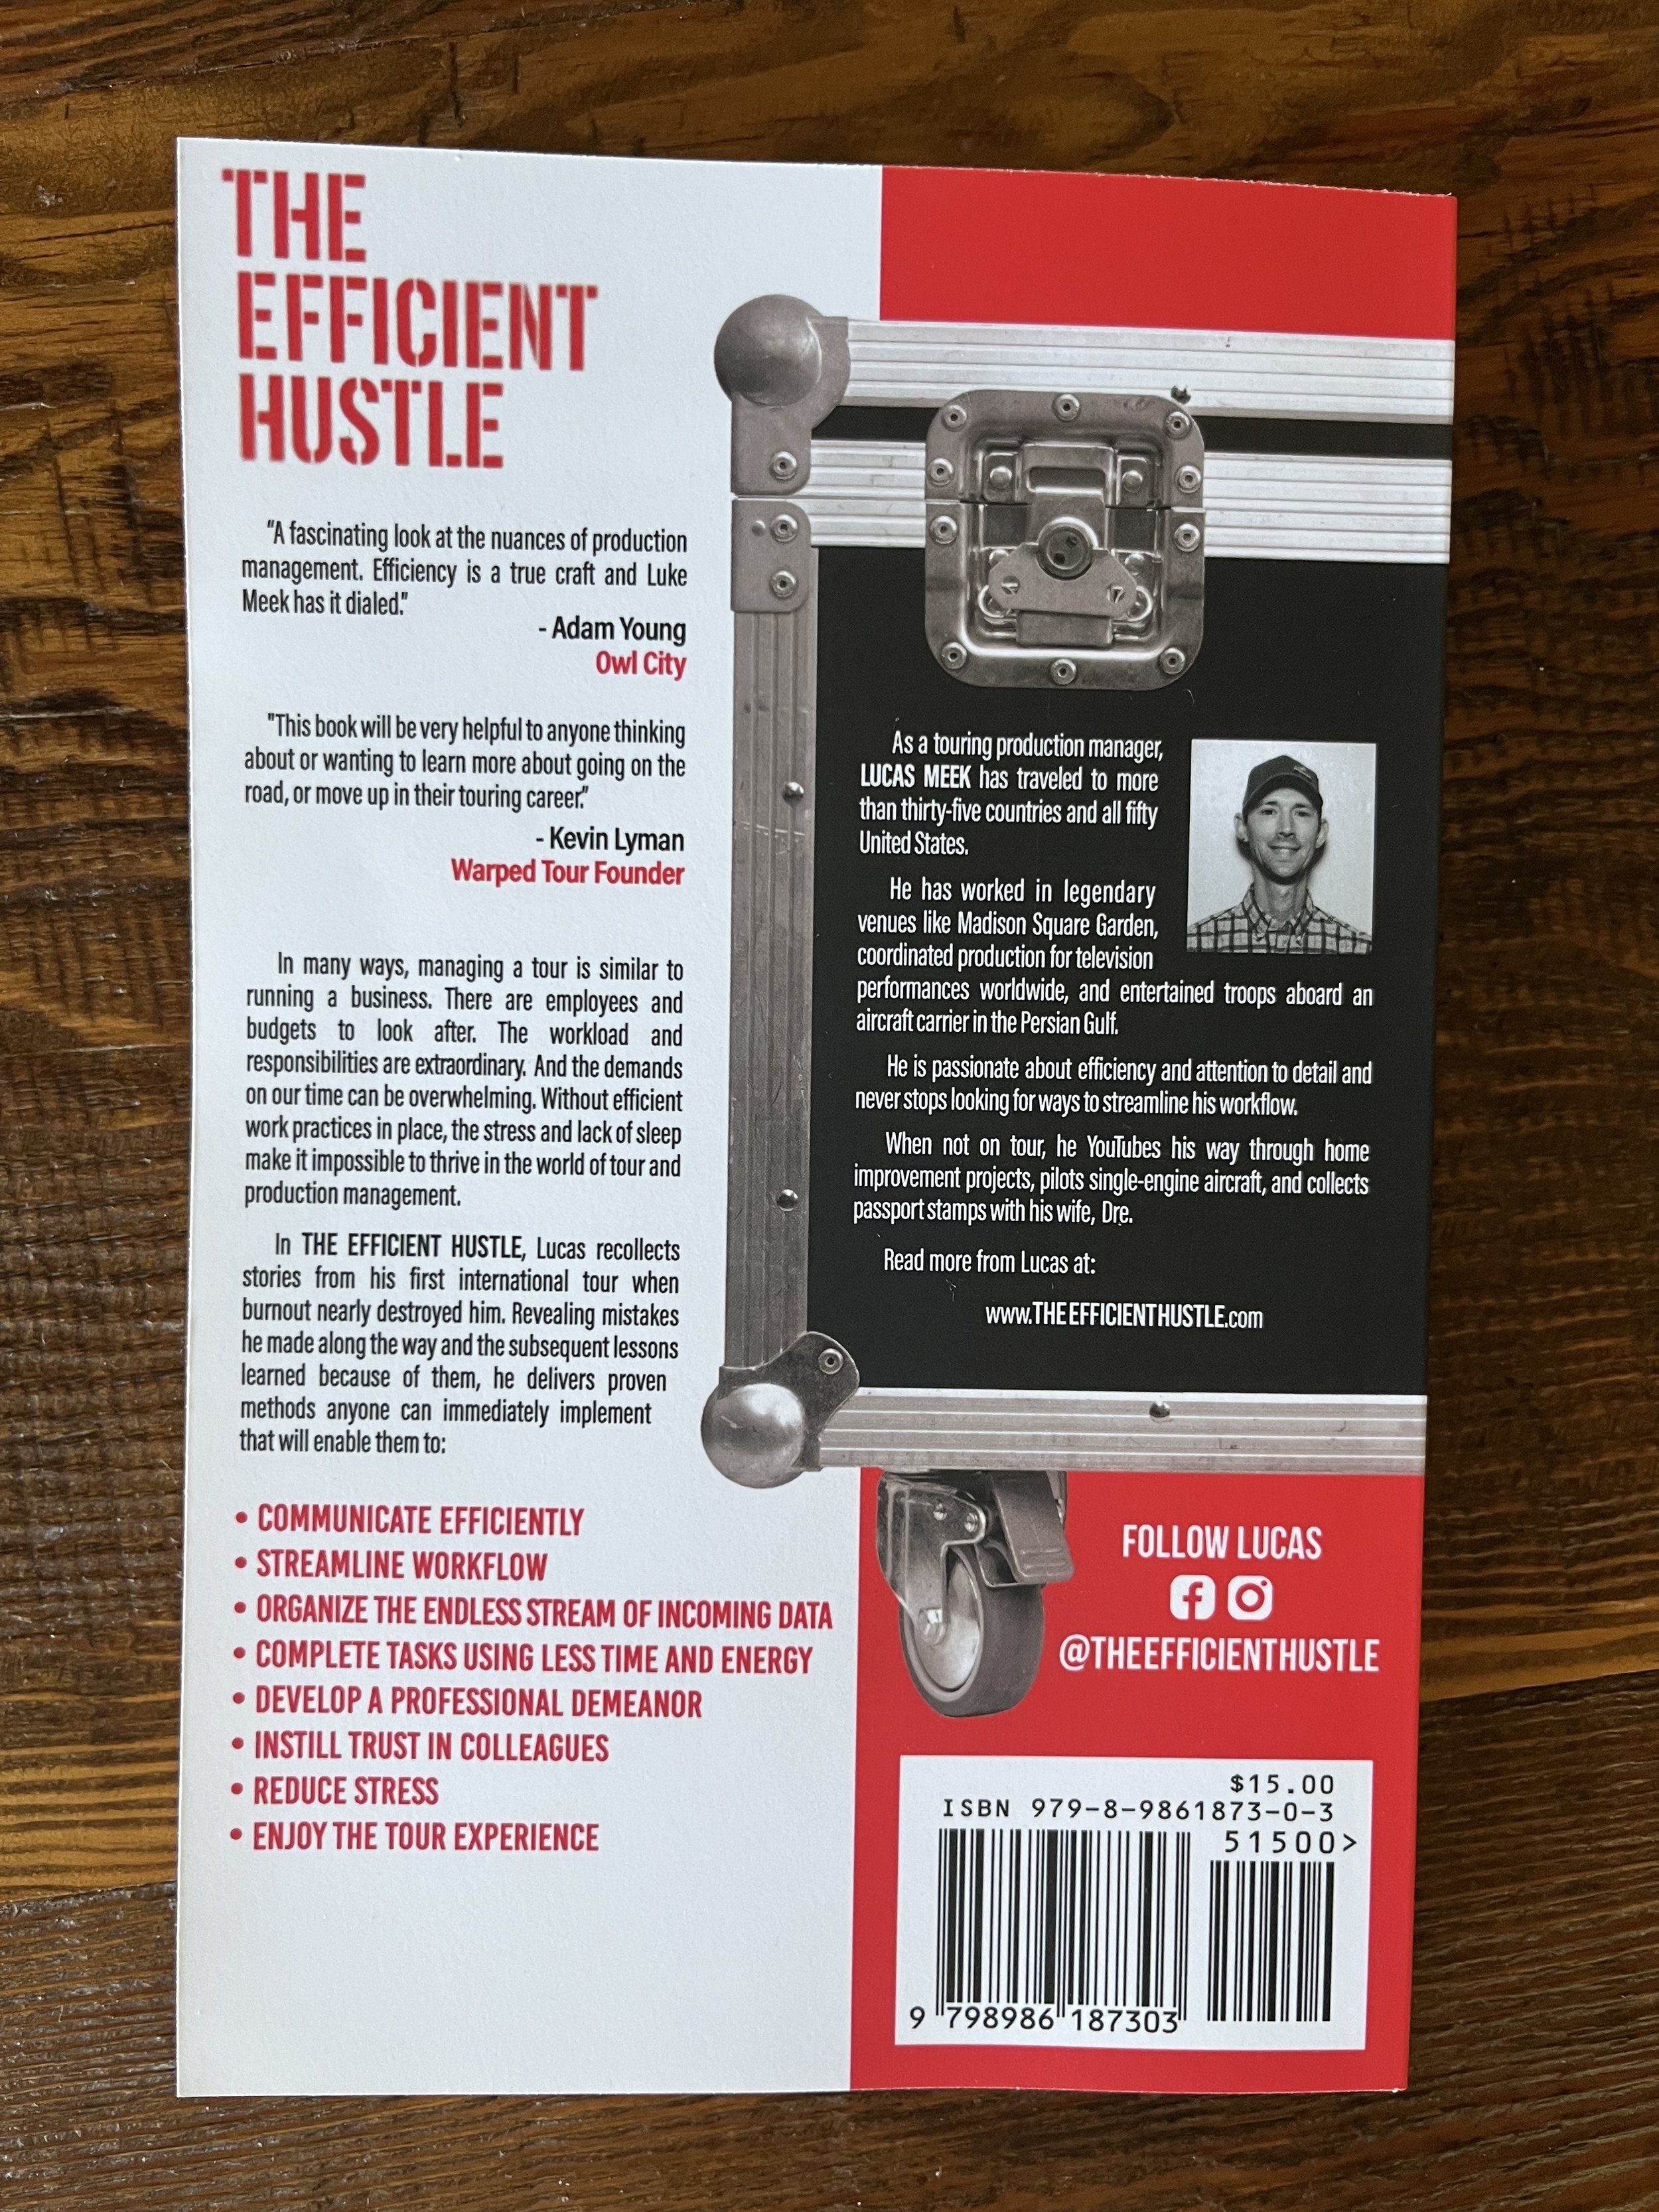 THE
EFFICIENT
HUSTLE
“A fascinating look at the nuances of production
management. Efficiency is a true craft and Luke
Meek has it dialed.”
- Adam Young
Owl City
"This book will be very helpful to anyone thinking
about or wanting to learn more about going on the
road, or move up in their touring career.”
- Kevin Lyman
Warped Tour Founder
In many ways, managing a tour is similar to
running a business. There are employees and
budgets to look after. The workload and
responsibilities are extraordinary. And the demands
on our time can be overwhelming. Without efficient
work practices in place, the stress and lack of sleep
make it impossible to thrive in the world of tour and
production management.
In THE EFFICIENT HUSTLE, Lucas recollects
stories from his first international tour when
burnout nearly destroyed him. Revealing mistakes
he made along the way and the subsequent lessons
learned because of them, he delivers proven
methods anyone can immediately implement
that will enable them to:
• COMMUNICATE EFFICIENTLY
• STREAMLINE WORKFLOW
• ORGANIZE THE ENDLESS STREAM OF INCOMING DATA
• COMPLETE TASKS USING LESS TIME AND ENERGY
• DEVELOP A PROFESSIONAL DEMEANOR
• INSTILL TRUST IN COLLEAGUES
• REDUCE STRESS
• ENJOY THE TOUR EXPERIENCE
As a touring production manager,
LUCAS MEEK has traveled to more
than thirty-five countries and all fifty
United States.
He has worked in legendary
venues like Madison Square Garden,
coordinated production for television
performances worldwide, and entertained troops aboard an
aircraft carrier in the Persian Gulf.
He is passionate about efficiency and attention to detail and
never stops looking for ways to streamline his workflow.
When not on tour, he YouTubes his way through home
improvement projects, pilots single-engine aircraft, and collects
passport stamps with his wife, Dre.
Read more from Lucas at:
www.THEEFFICIENTHUSTLE.com
FOLLOW LUCAS
@THEEFFICIENTHUSTLE
$15.00
ISBN 979-8-9861873-0-3
51500>
9 798986 187303